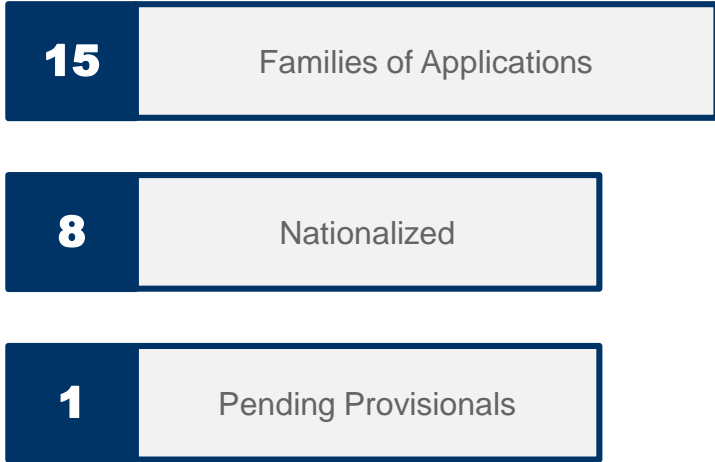 15 Families of Applications
8 Nationalized
1 Pending Provisionals